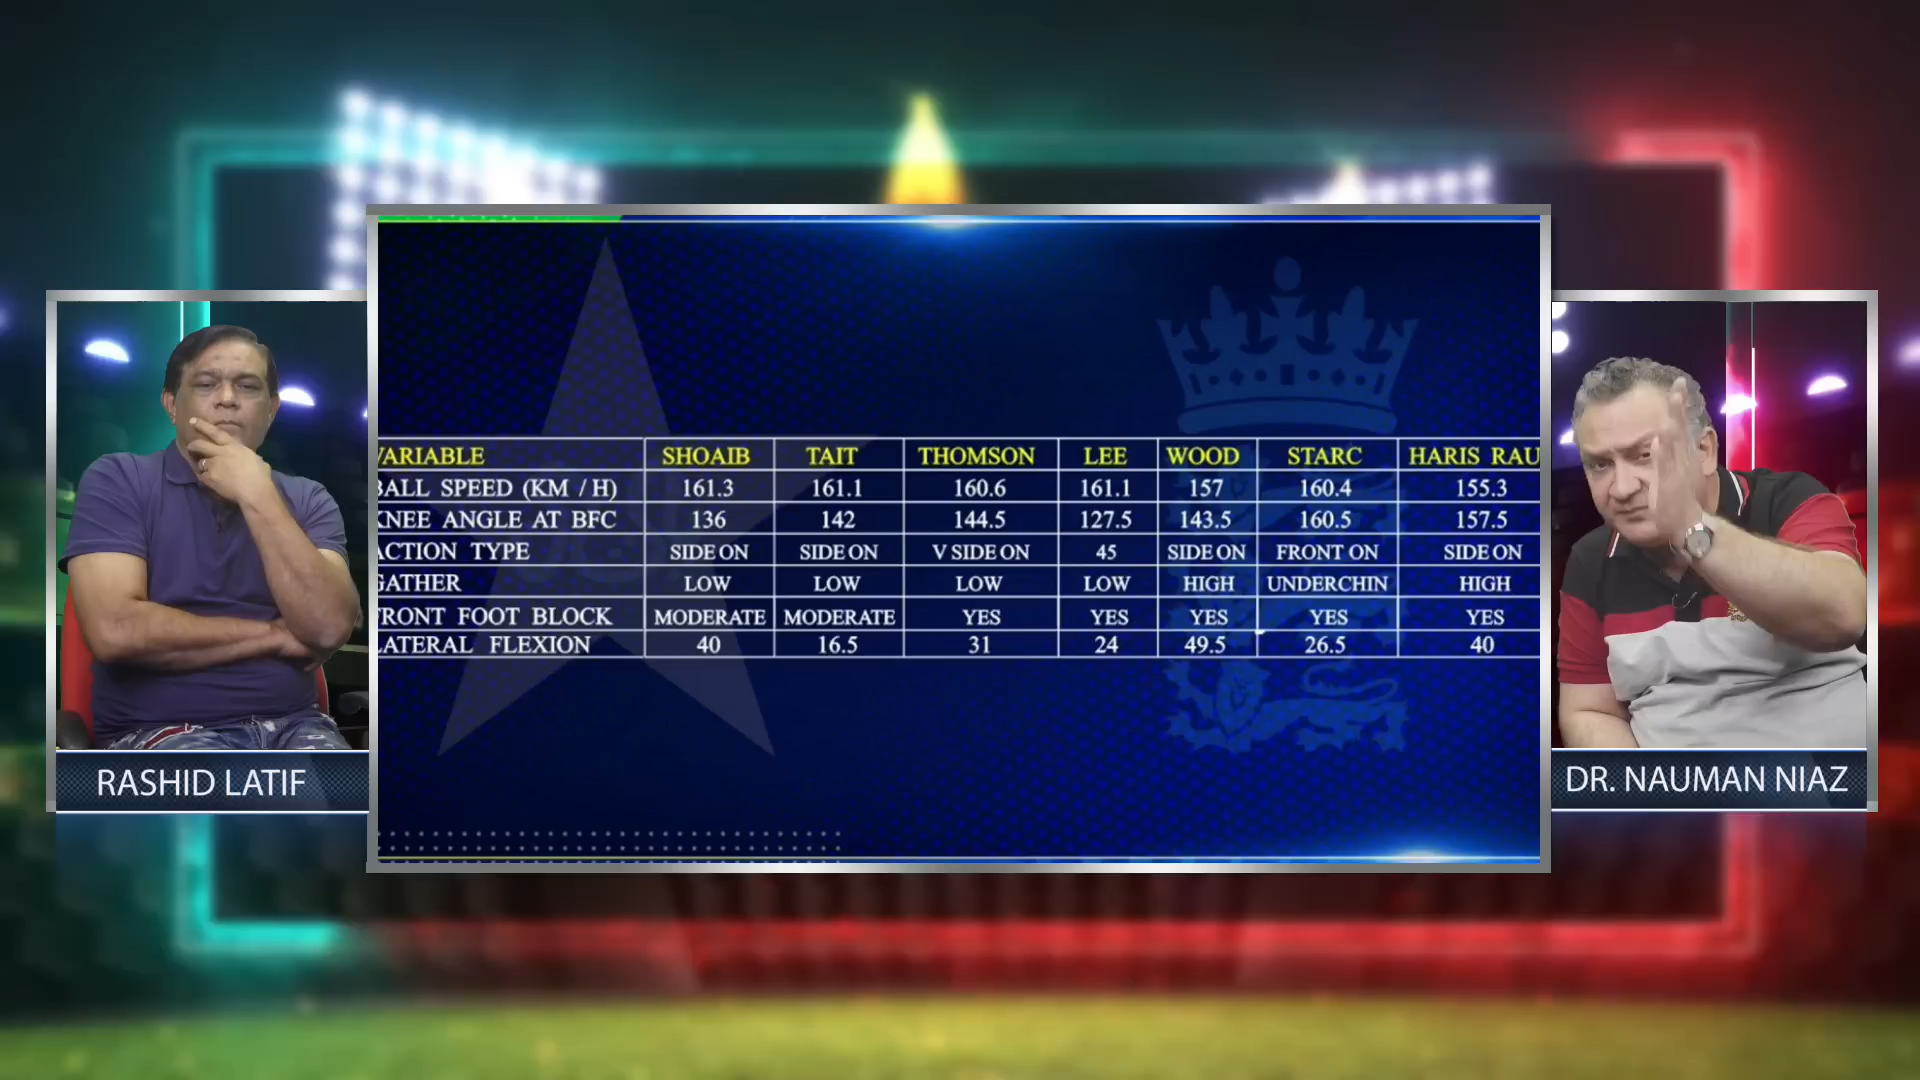 VARIABLE SHOAIB TAIT THOMSON LEE WOOD STARC HARIS RAU
BALL SPEED (KM / H) 161.3 161.1 160.6 161.1 157 160.4 155.3
KNEE ANGLE AT BFC 136 142 144.5 127.5 143.5 160.5 157.5
ACTION TYPE SIDE ON SIDE ON V SIDE ON 45 SIDE ON FRONT ON SIDE ON
GATHER LOW LOW LOW LOW HIGH UNDERCHIN HIGH
FRONT FOOT BLOCK MODERATE MODERATE YES YES YES YES YES
LATERAL FLEXION 40 16.5 31 24 49.5 26.5 40
RASHID LATIF
DR. NAUMAN NIAZ